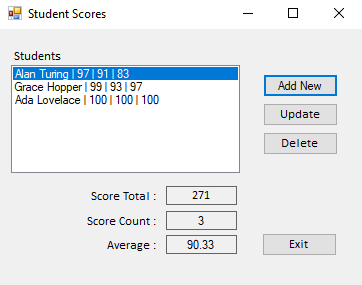 Student Scores
Students
Alan Turing | 97 | 91 | 83
Grace Hopper | 99 | 93 | 97
Ada Lovelace | 100 | 100 | 100
Add New
Update
Delete
Score Total : 271
Score Count : 3
Average : 90.33
Exit